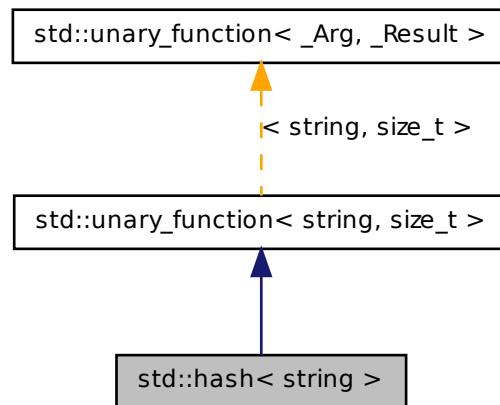 std::unary_function< _Arg, _Result >
< string, size_t >
std::unary_function< string, size_t >
std::hash< string >